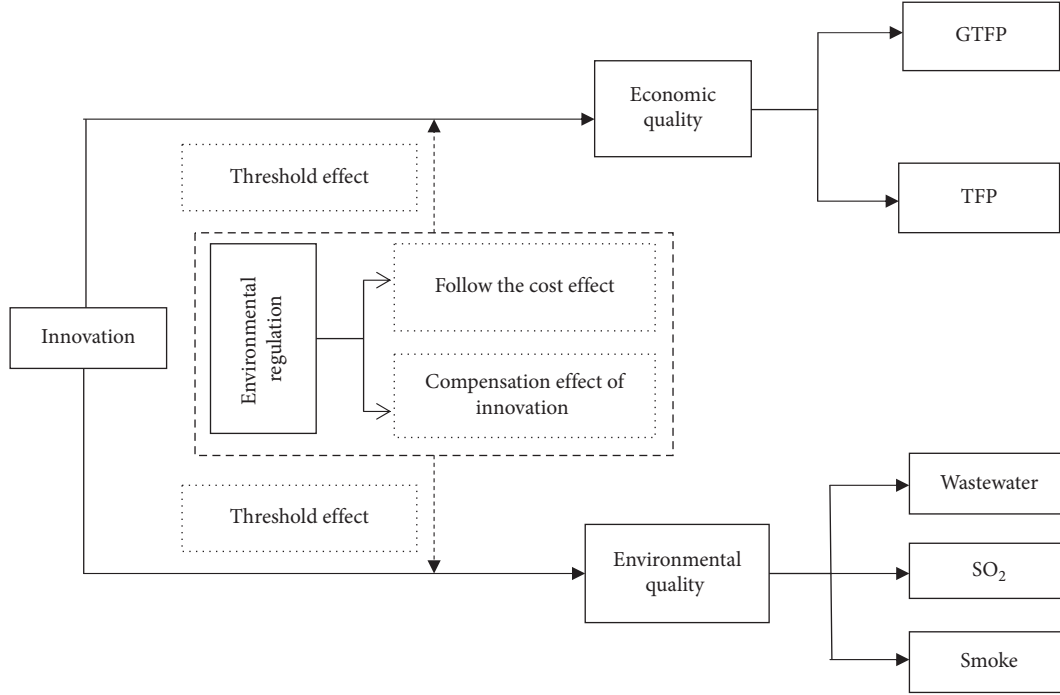 GTFP
Economic
quality
Threshold effect
TFP
Environmental
regulation
Follow the cost effect
Innovation
Compensation effect of
innovation
Wastewater
Threshold effect
Environmental
quality
SO₂
Smoke